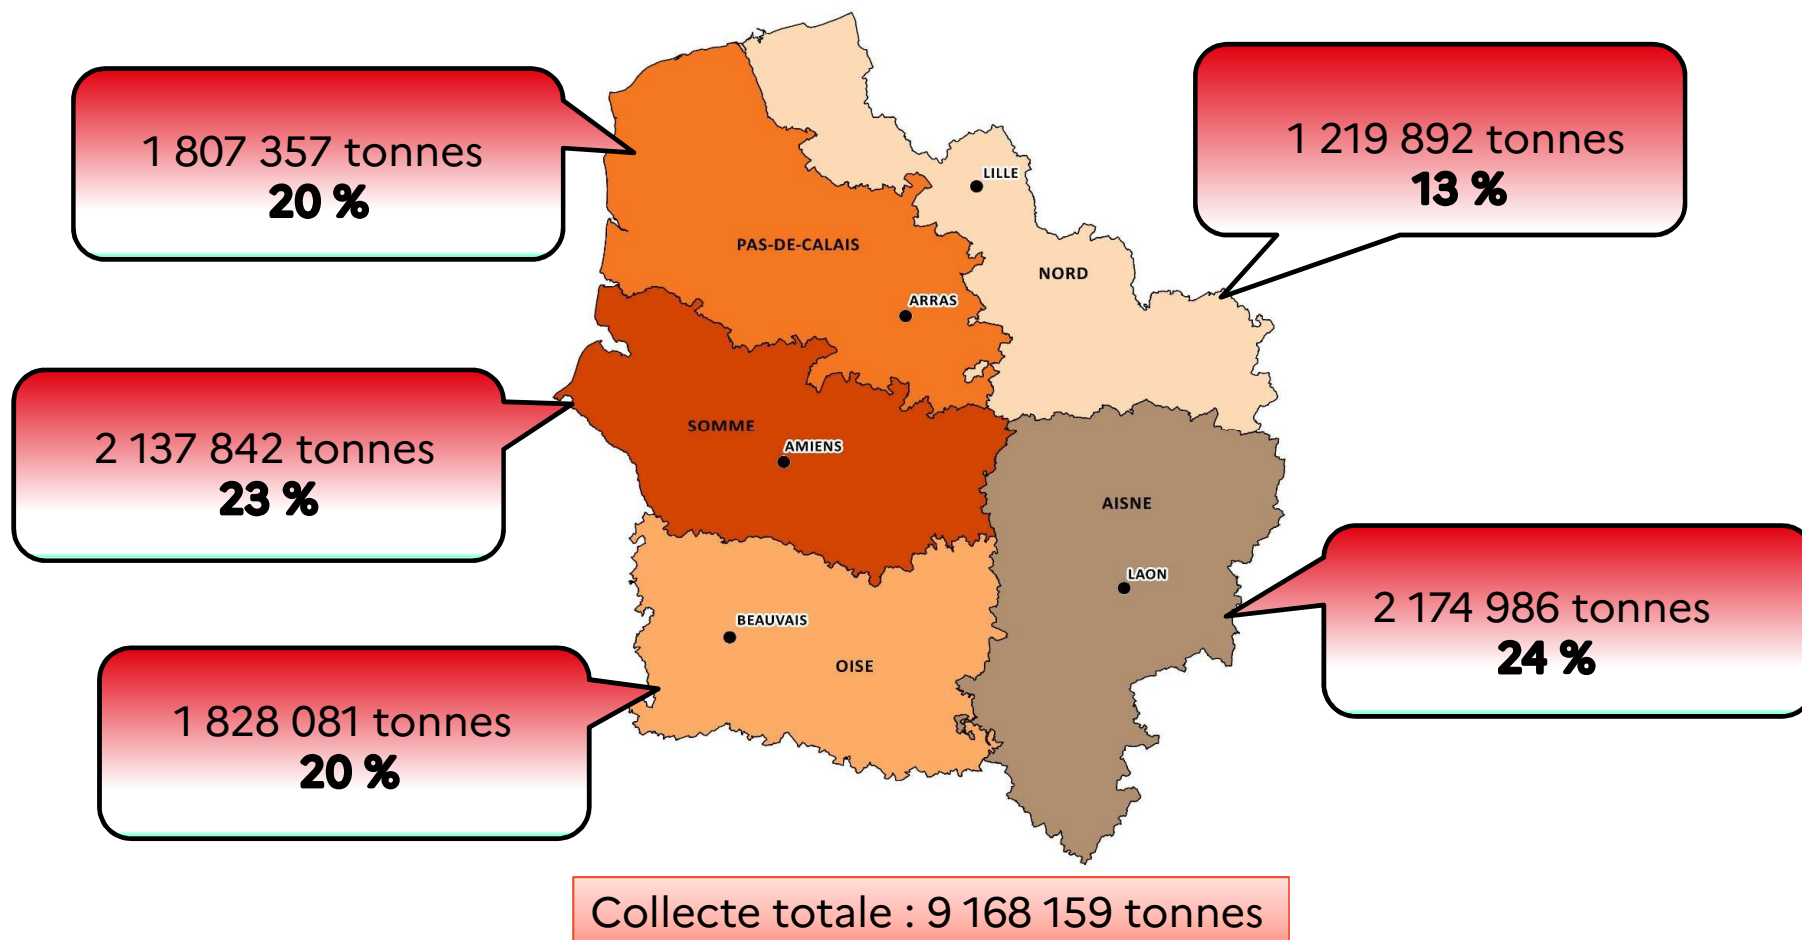 1 807 357 tonnes
20 %
1 219 892 tonnes
13 %
LILLE
PAS-DE-CALAIS
NORD
ARRAS
2 137 842 tonnes
23 %
SOMME
AMIENS
AISNE
LAON
2 174 986 tonnes
24 %
BEAUVAIS
OISE
1 828 081 tonnes
20 %
Collecte totale : 9 168 159 tonnes